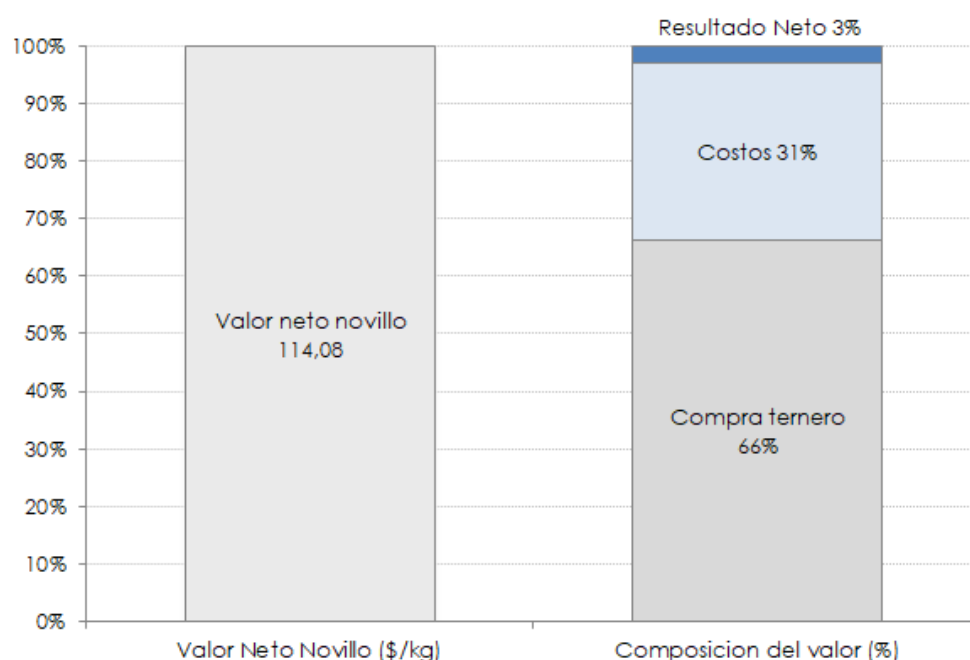 Resultado Neto 3%
100%
90%
80%
70%
60%
50%
40%
30%
20%
10%
0%
Costos 31%
Valor neto novillo
114,08
Compra ternero
66%
Valor Neto Novillo ($/kg)
Composicion del valor (%)